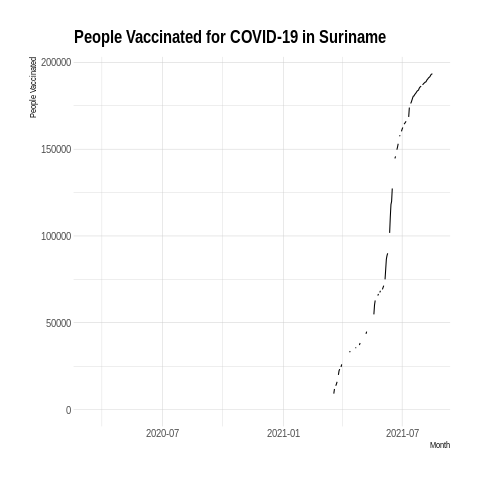 People Vaccinated for COVID-19 in Suriname
People Vaccinated
200000
150000
100000
50000
0
2020-07 2021-01 2021-07
Month